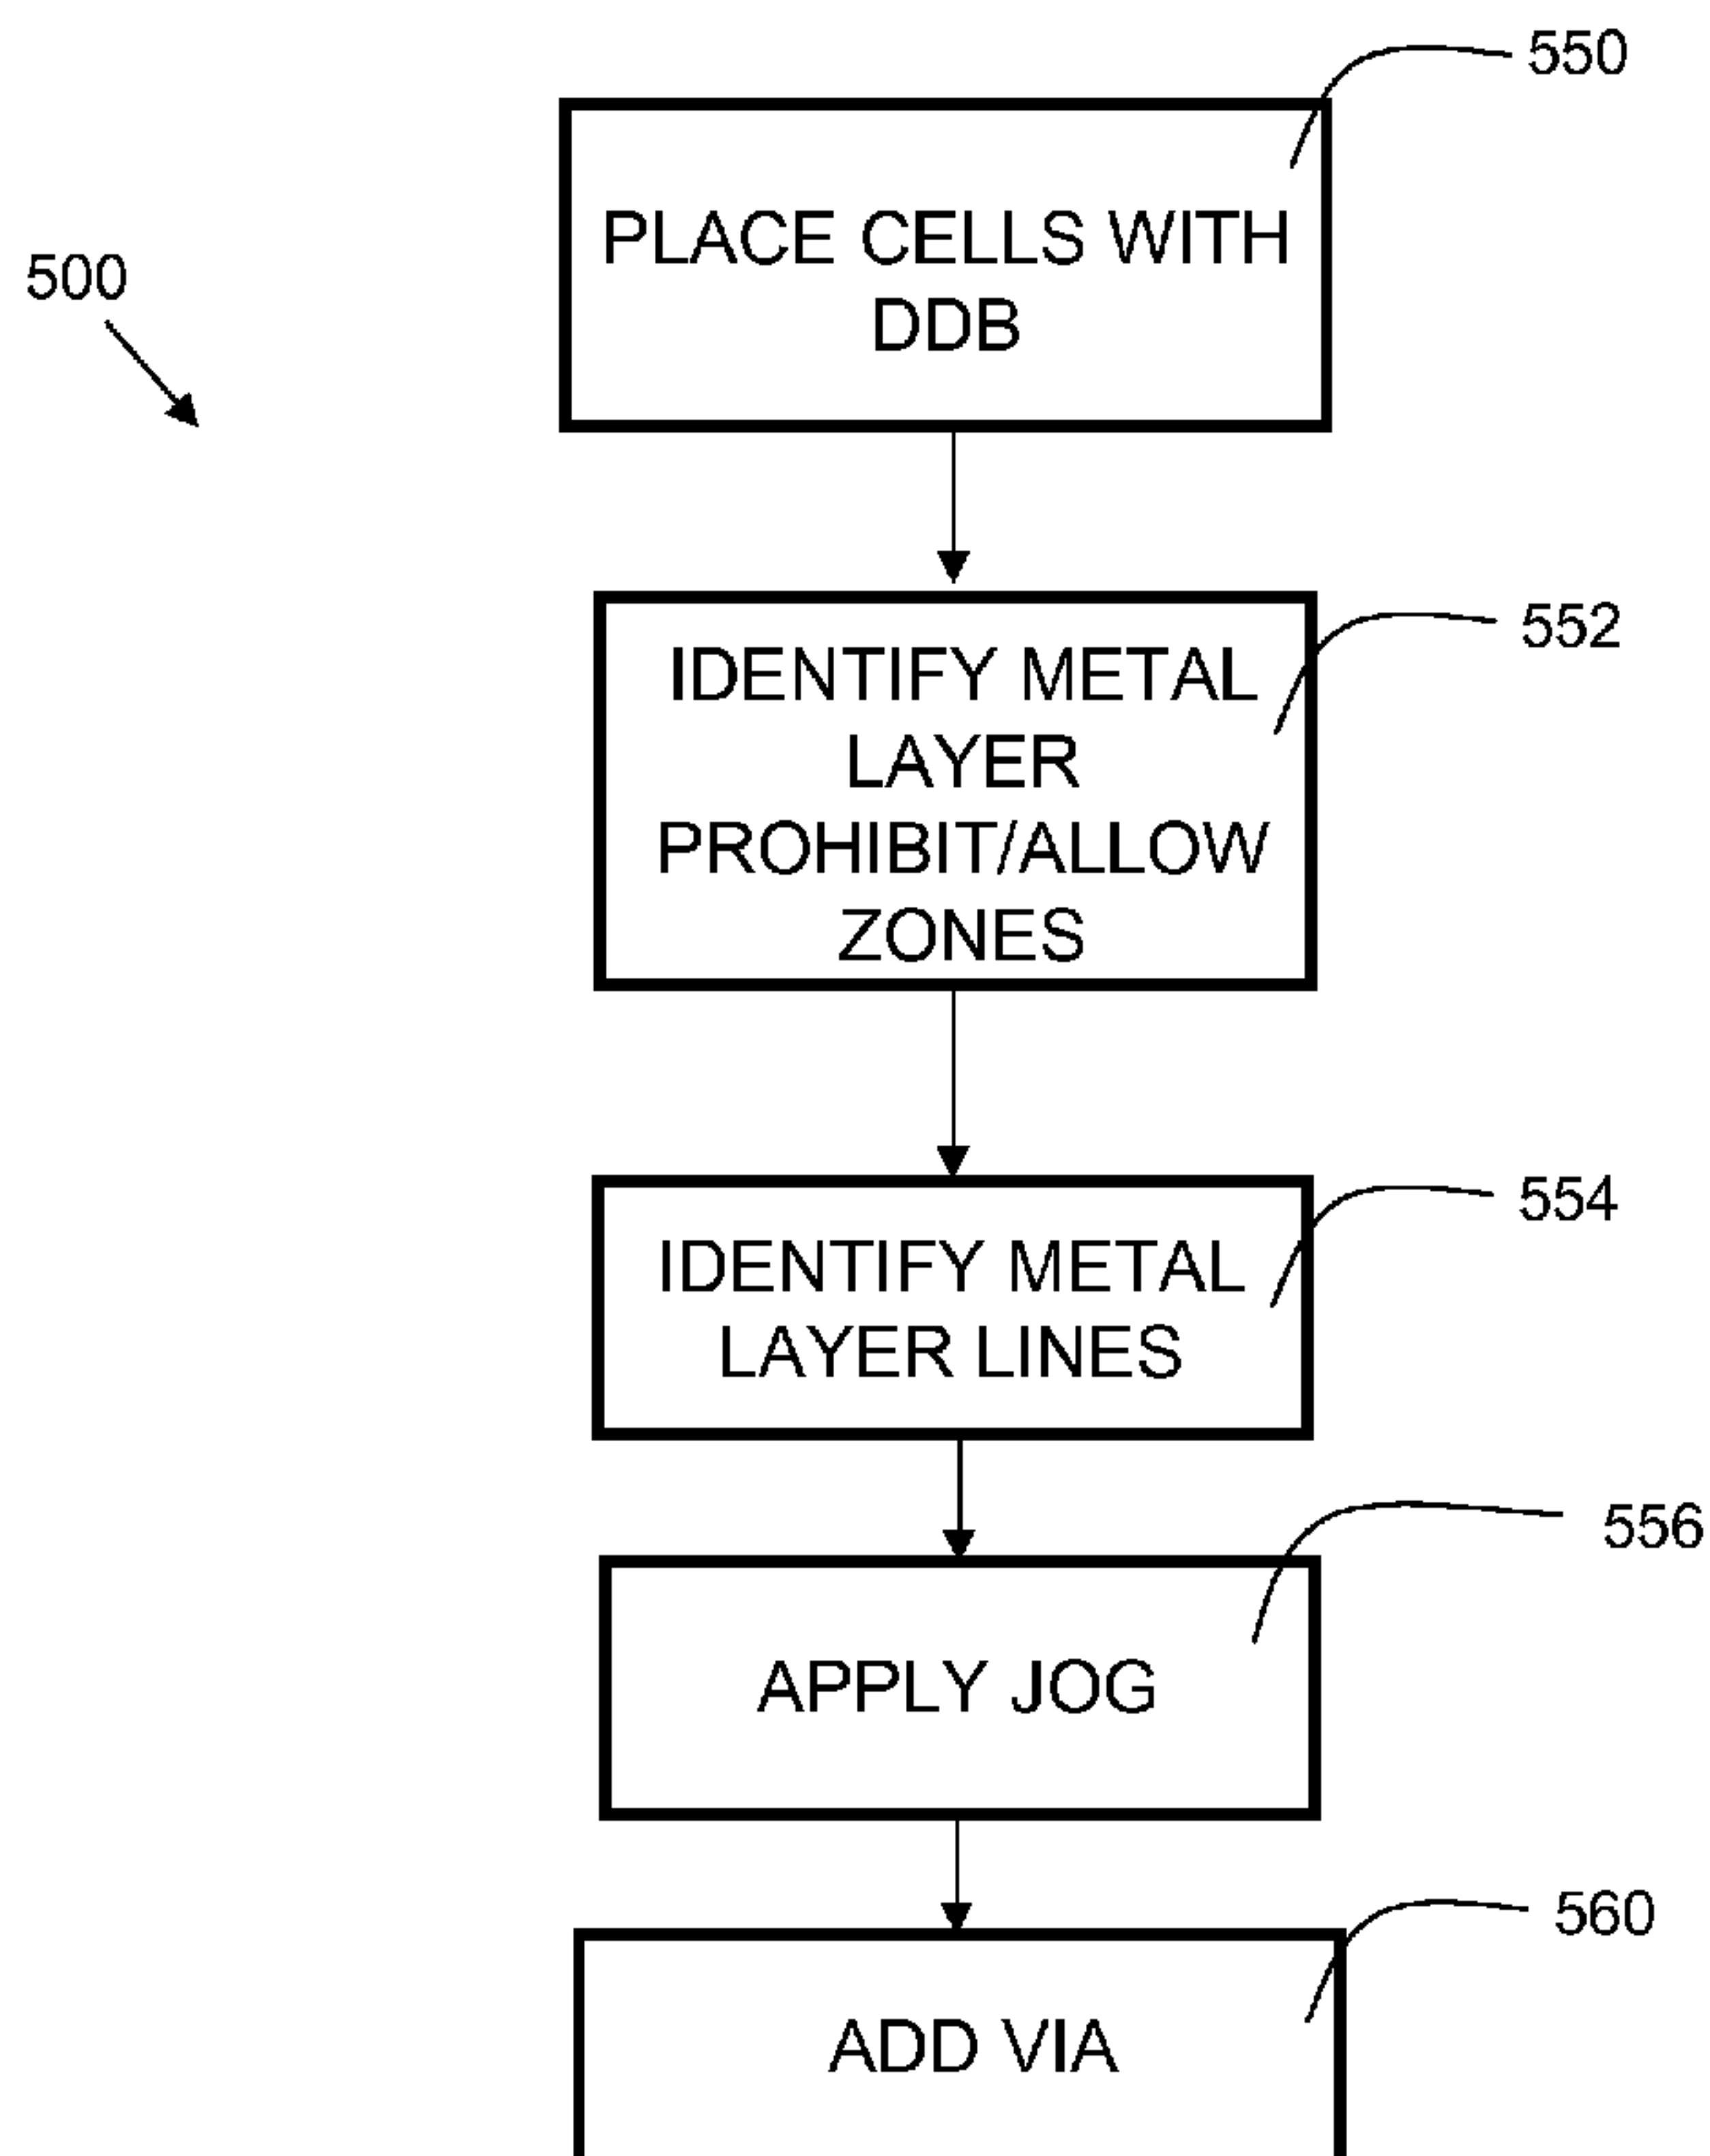 550
PLACE CELLS WITH
DDB
500
552
IDENTIFY METAL
LAYER
PROHIBIT/ALLOW
ZONES
554
IDENTIFY METAL
LAYER LINES
556
APPLY JOG
560
ADD VIA